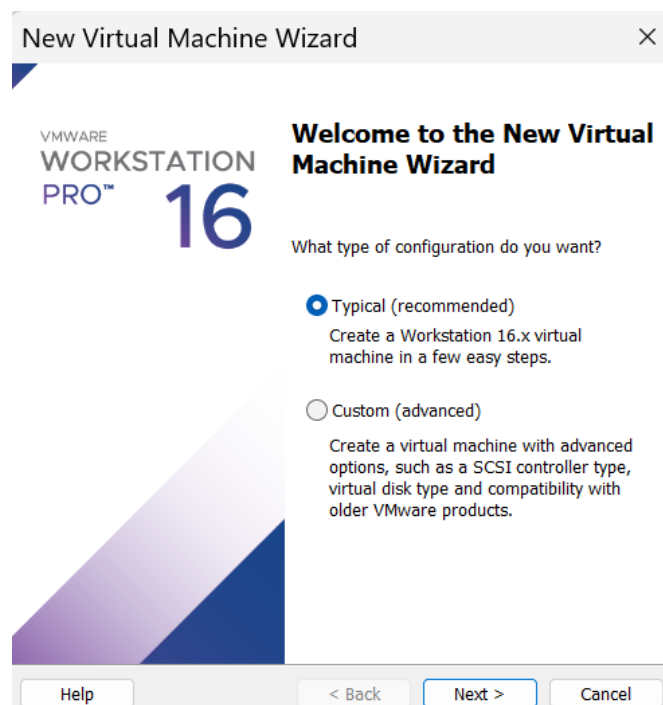 New Virtual Machine Wizard
VMWARE
WORKSTATION
PRO™ 16
Welcome to the New Virtual
Machine Wizard
What type of configuration do you want?
Typical (recommended)
Create a Workstation 16.x virtual
machine in a few easy steps.
Custom (advanced)
Create a virtual machine with advanced
options, such as a SCSI controller type,
virtual disk type and compatibility with
older VMware products.
Help
< Back
Next >
Cancel